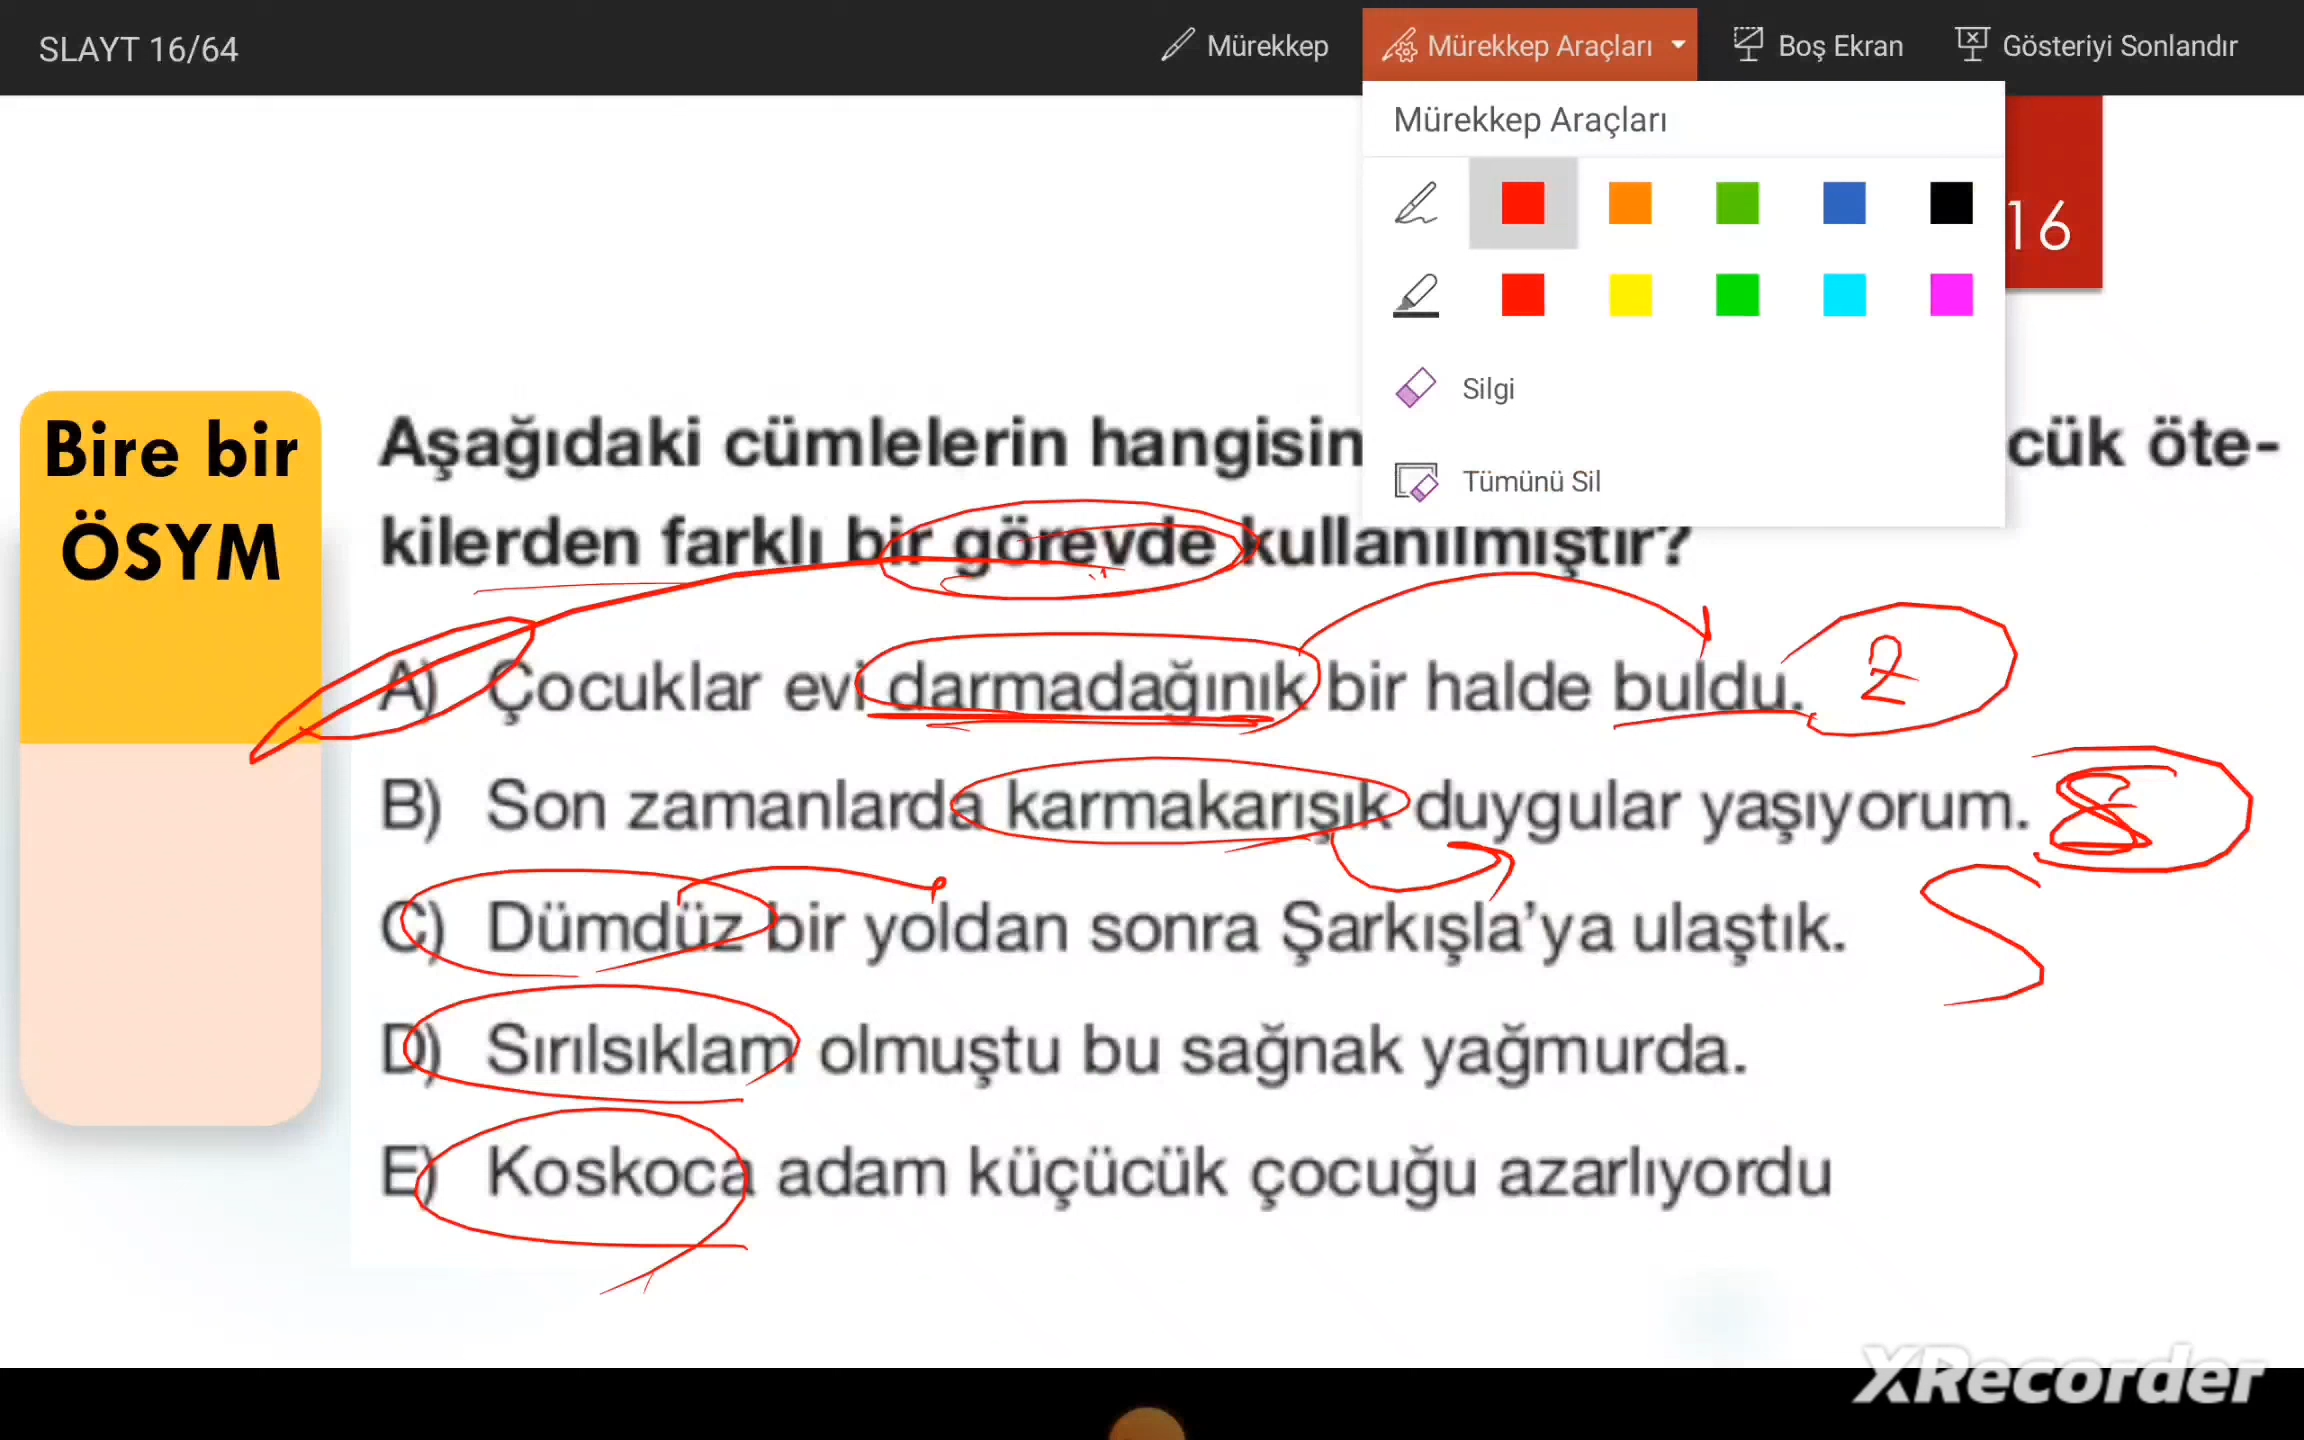 SLAYT 16/64
Mürekkep
Mürekkep Araçları
Boş Ekran
Gösteriyi Sonlandır
Mürekkep Araçları
16
Silgi
Tümünü Sil
Bire bir
ÖSYM
Aşağıdaki cümlelerin hangisin cük öte-
kilerden farklı bir görevde kullanılmıştır?
A) Çocuklar evi darmadağınık bir halde buldu. 2
B) Son zamanlarda karmakarışık duygular yaşıyorum.
C) Dümdüz bir yoldan sonra Şarkışla'ya ulaştık. S
D) Sırılsıklam olmuştu bu sağnak yağmurda.
E) Koskoca adam küçücük çocuğu azarlıyordu
XRecorder